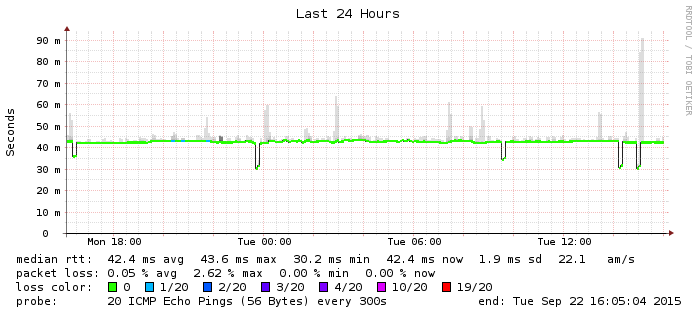 Last 24 Hours
RRDTOOL / TOBI OETIKER
Seconds
90 m
80 m
70 m
60 m
50 m
40 m
30 m
20 m
10 m
0
Mon 18:00 Tue 00:00 Tue 06:00 Tue 12:00
median rtt: 42.4 ms avg 43.6 ms max 30.2 ms min 42.4 ms now 1.9 ms sd 22.1 am/s
packet loss: 0.05 % avg 2.62 % max 0.00 % min 0.00 % now
loss color: 0 1/20 2/20 3/20 4/20 10/20 19/20
probe: 20 ICMP Echo Pings (56 Bytes) every 300s end: Tue Sep 22 16:05:04 2015